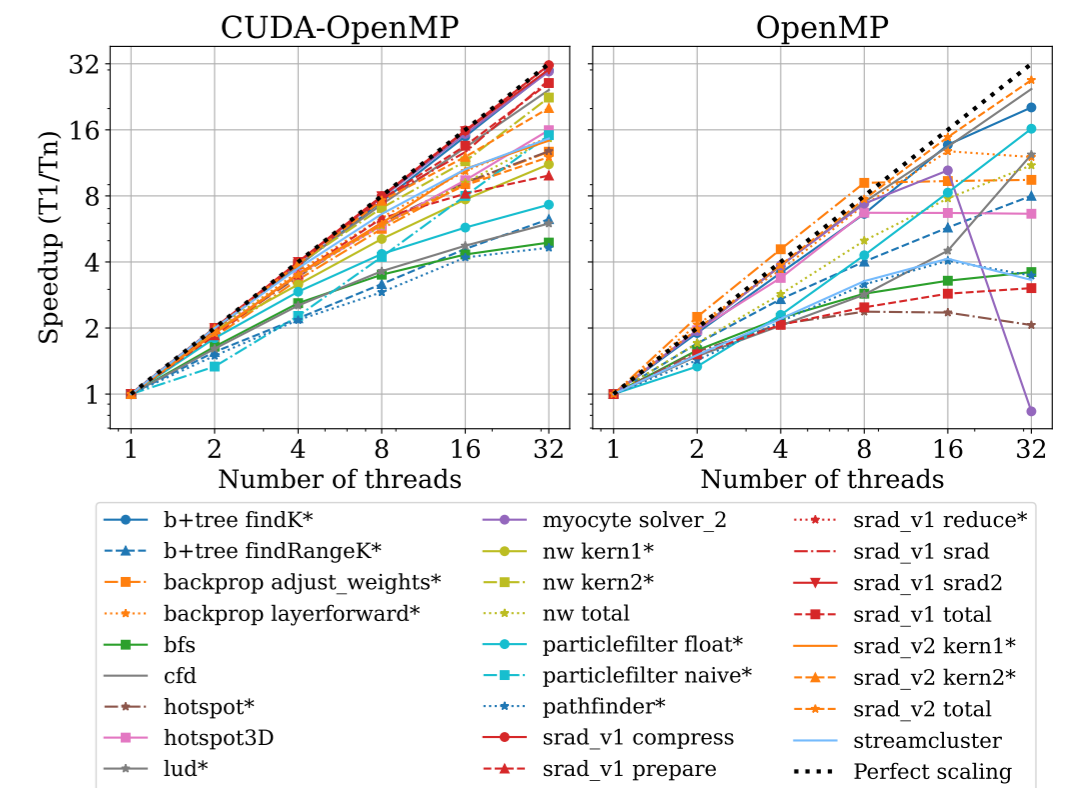 CUDA-OpenMP
OpenMP
Speedup (T1/Tn)
32
16
8
4
2
1
1 2 4 8 16 32
1 2 4 8 16 32
Number of threads
Number of threads
b+tree findK*
b+tree findRangeK*
backprop adjust_weights*
backprop layerforward*
bfs
cfd
hotspot*
hotspot3D
lud*
myocyte solver_2
nw kern1*
nw kern2*
nw total
particlefilter float*
particlefilter naive*
pathfinder*
srad_v1 compress
srad_v1 prepare
srad_v1 reduce*
srad_v1 srad
srad_v1 srad2
srad_v1 total
srad_v2 kern1*
srad_v2 kern2*
srad_v2 total
streamcluster
Perfect scaling